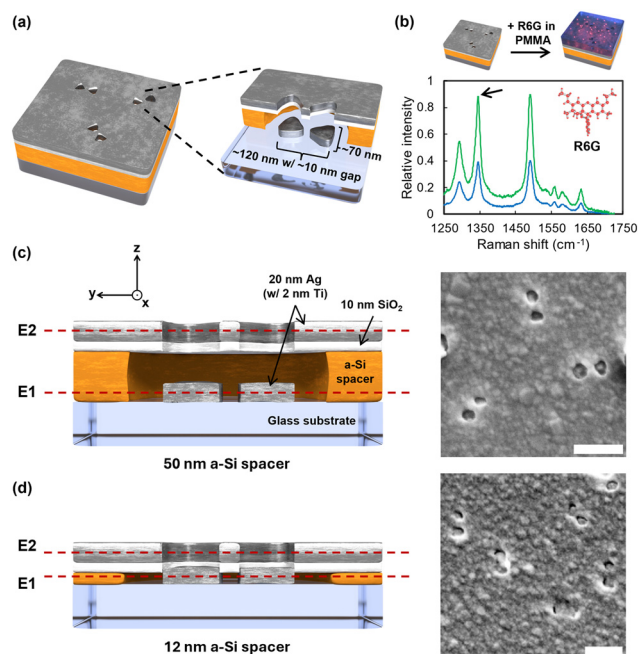 (a)
~70 nm
~120 nm w/ ~10 nm gap
(b)
+ R6G in
PMMA
Relative intensity
1
0.8
0.6
0.4
0.2
0
R6G
1250 1350 1450 1550 1650 1750
Raman shift (cm⁻¹)
(c)
z
y
x
20 nm Ag
(w/ 2 nm Ti)
10 nm SiO₂
E2
a-Si
spacer
E1
Glass substrate
50 nm a-Si spacer
(d)
E2
E1
12 nm a-Si spacer